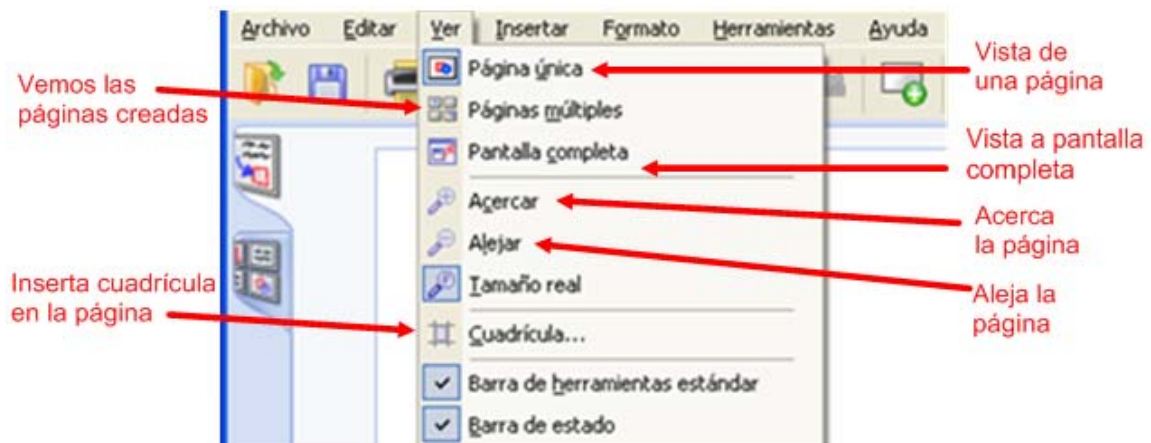 Archivo Editar Ver Insertar Formato Herramientas Ayuda
Vemos las
páginas creadas
Inserta cuadrícula
en la página
Página única
Páginas múltiples
Pantalla completa
Acercar
Alejar
Tamaño real
Cuadrícula...
Barra de herramientas estándar
Barra de estado
Vista de
una página
Vista a pantalla
completa
Acerca
la página
Aleja la
página